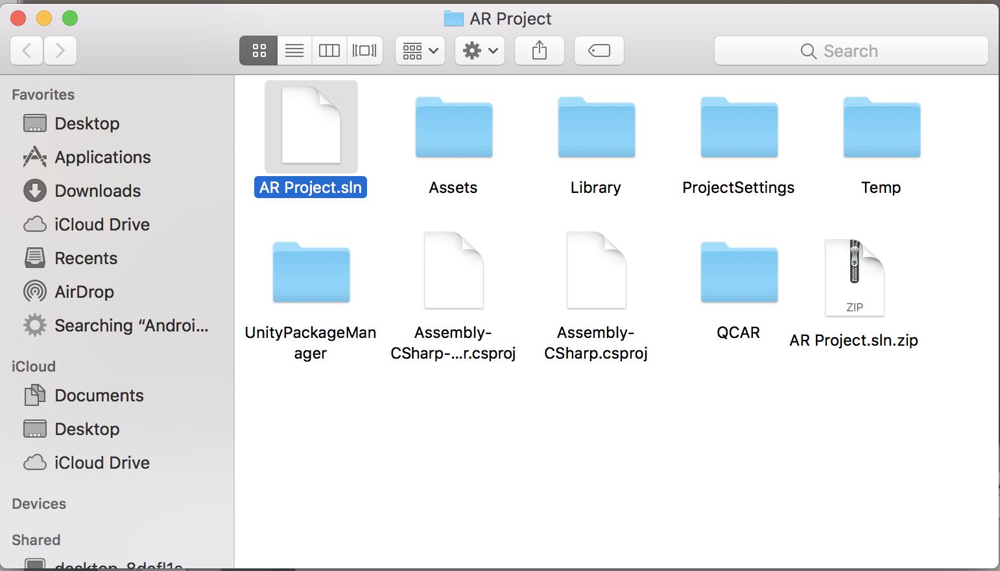 AR Project
Search
Favorites
Desktop
Applications
Downloads
iCloud Drive
Recents
AirDrop
Searching “Androi...
iCloud
Documents
Desktop
iCloud Drive
Devices
Shared
AR Project.sln
Assets
Library
ProjectSettings
Temp
UnityPackageMan
ager
Assembly-
CSharp-...r.csproj
Assembly-
CSharp.csproj
QCAR
ZIP
AR Project.sln.zip